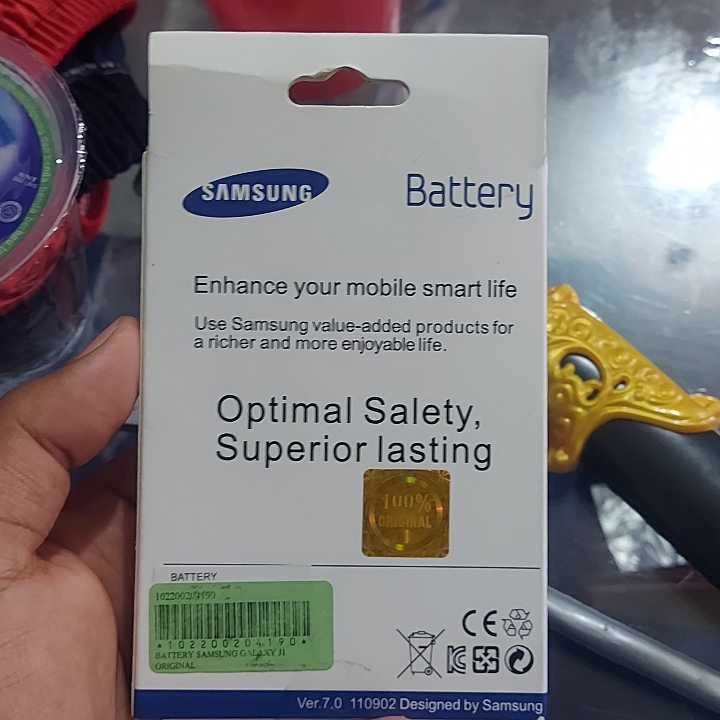 SAMSUNG
Battery
Enhance your mobile smart life
Use Samsung value-added products for
a richer and more enjoyable life.
Optimal Salety,
Superior lasting
100%
ORIGINAL
BATTERY
*102200204190*
BATTERY SAMSUNG GALAXY J1
ORIGINAL
CE
Ver.7.0 110902 Designed by Samsung